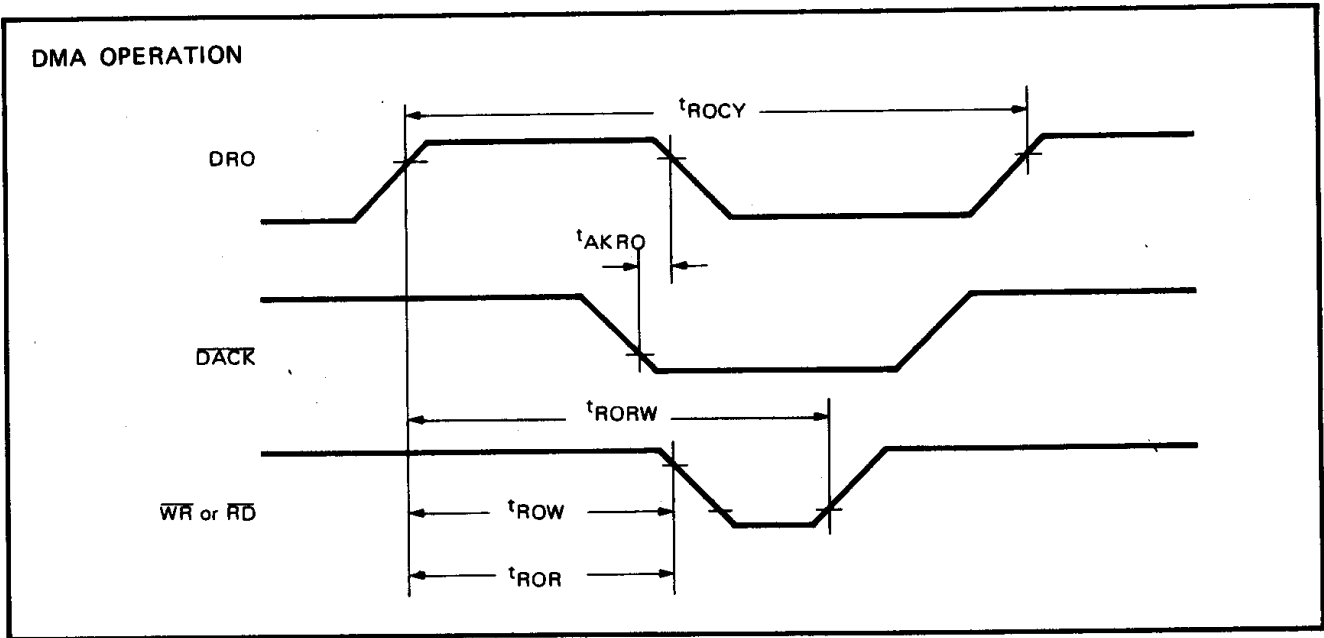 DMA OPERATION
tROCY
DRO
tAKRO
DACK
tRORW
WR or RD
tROW
tROR